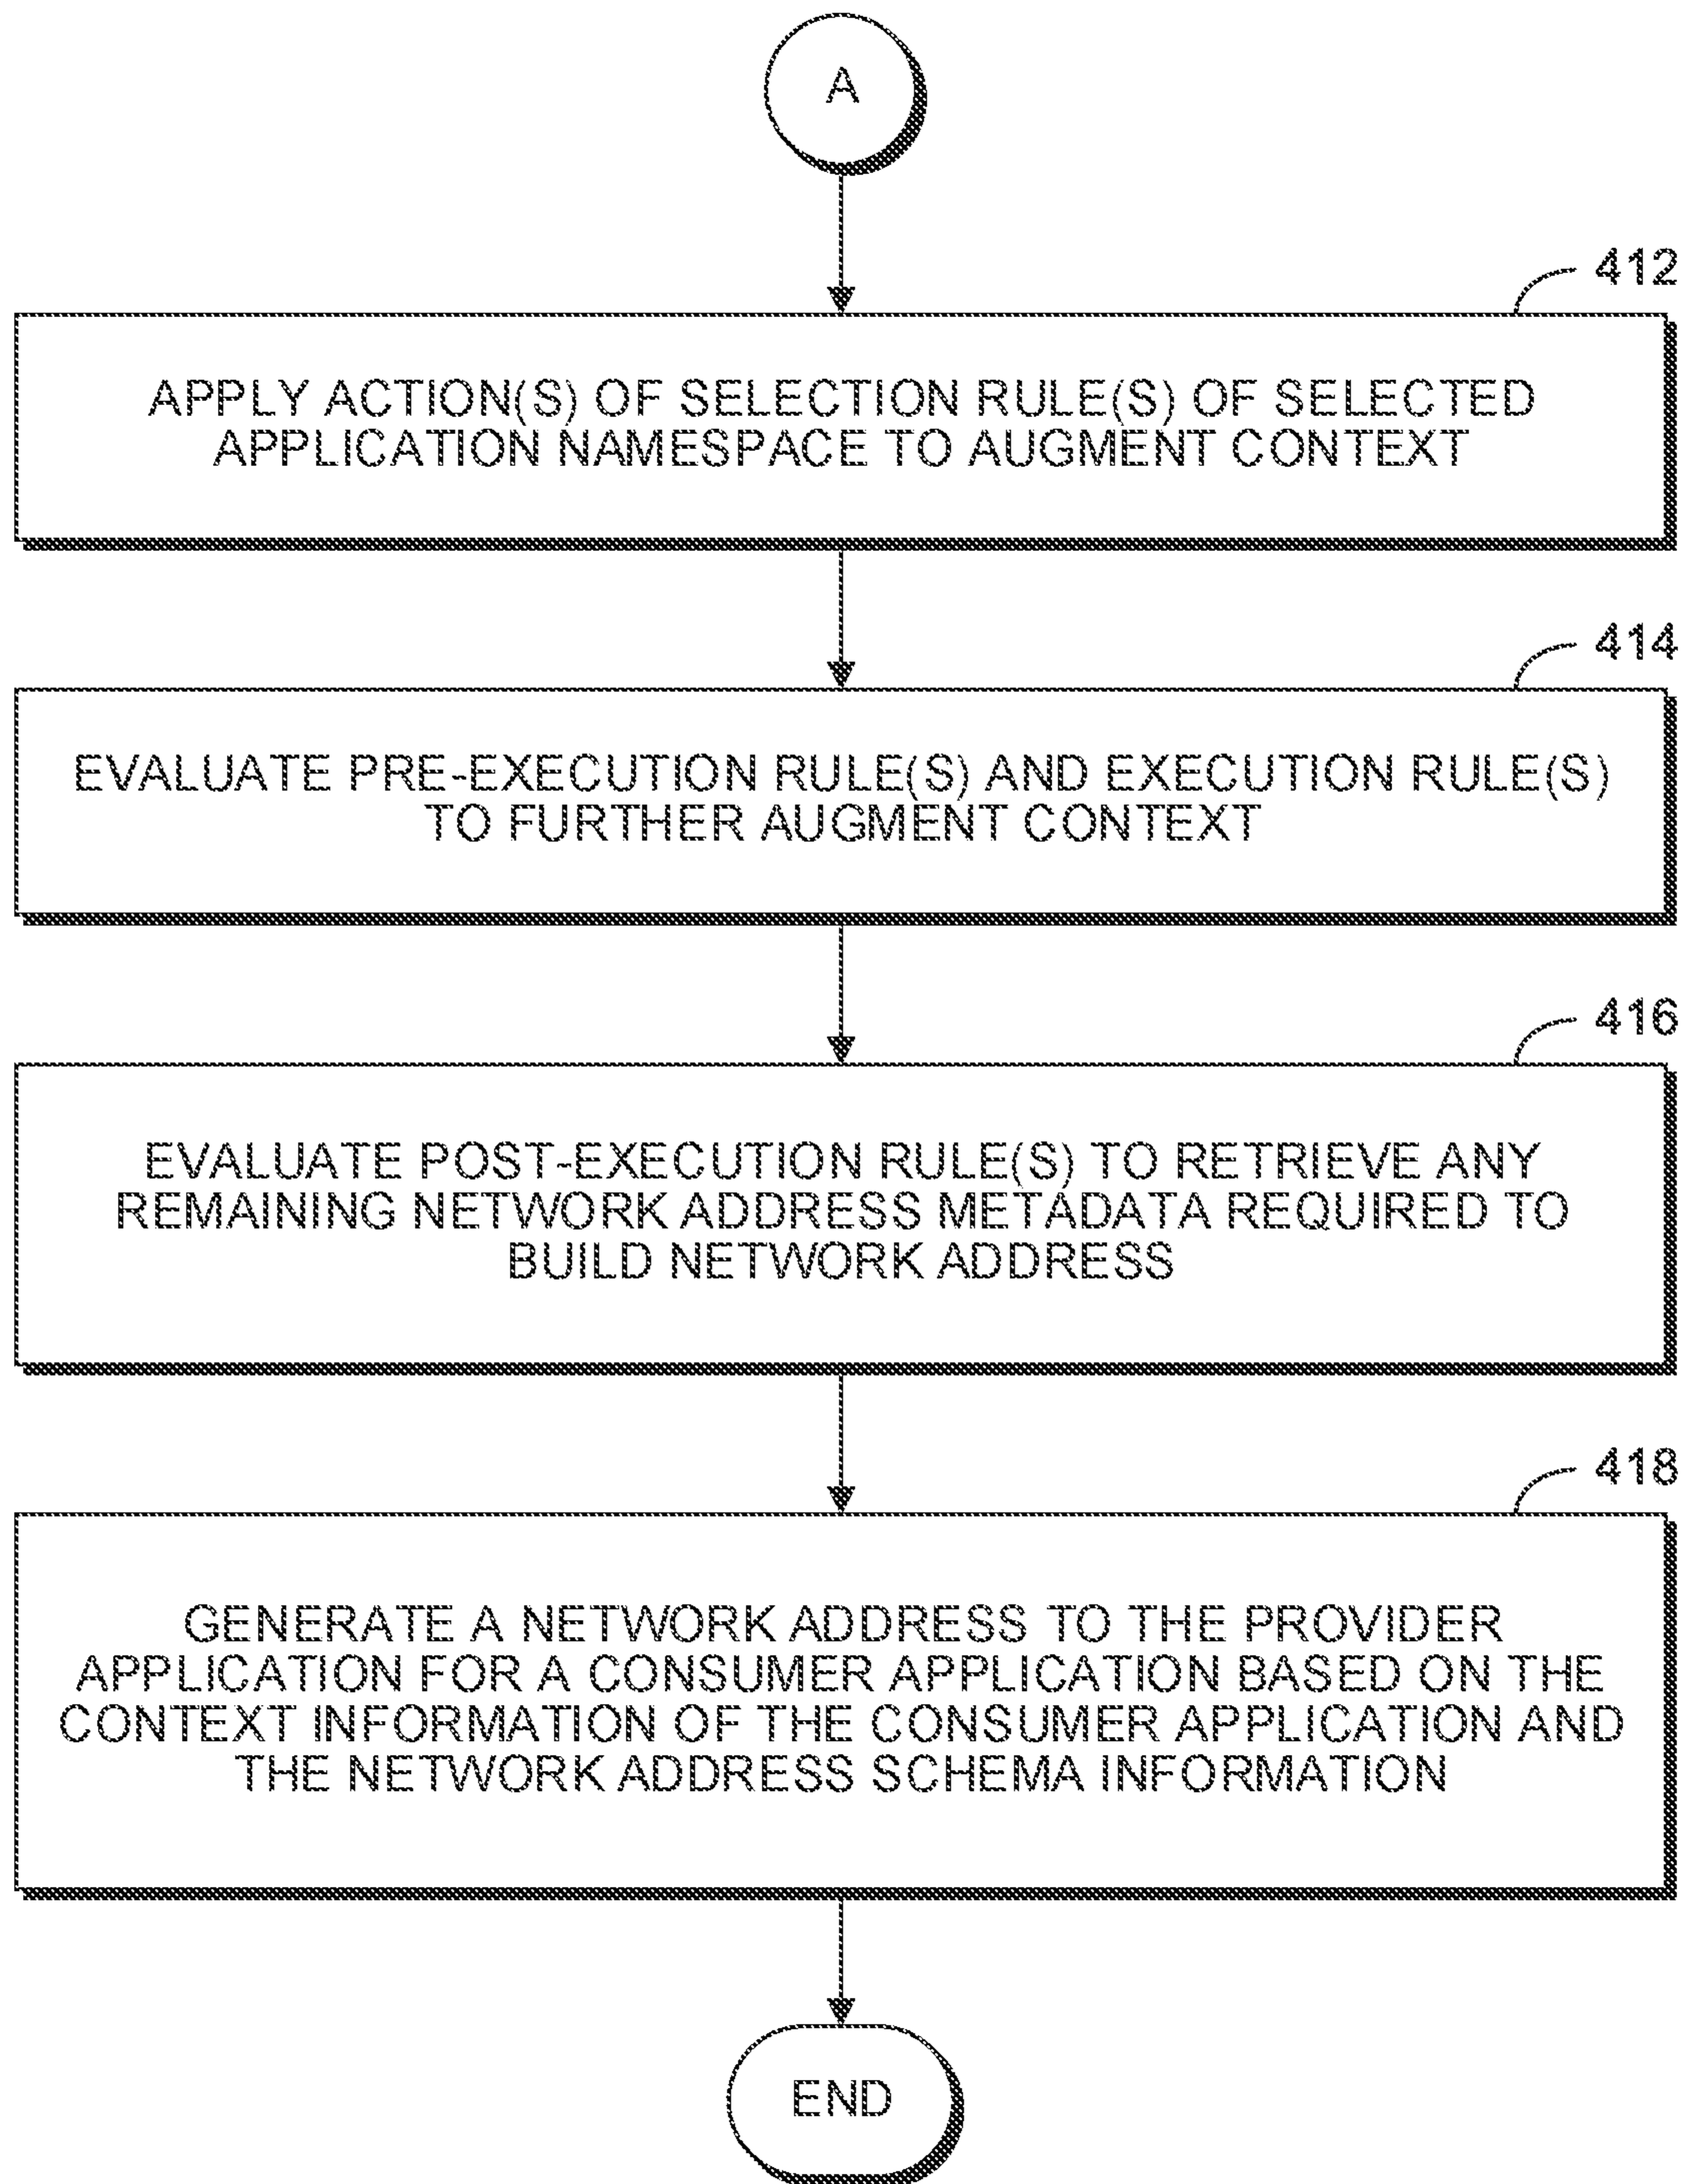 A
412
APPLY ACTION(S) OF SELECTION RULE(S) OF SELECTED
APPLICATION NAMESPACE TO AUGMENT CONTEXT
414
EVALUATE PRE-EXECUTION RULE(S) AND EXECUTION RULE(S)
TO FURTHER AUGMENT CONTEXT
416
EVALUATE POST-EXECUTION RULE(S) TO RETRIEVE ANY
REMAINING NETWORK ADDRESS METADATA REQUIRED TO
BUILD NETWORK ADDRESS
418
GENERATE A NETWORK ADDRESS TO THE PROVIDER
APPLICATION FOR A CONSUMER APPLICATION BASED ON THE
CONTEXT INFORMATION OF THE CONSUMER APPLICATION AND
THE NETWORK ADDRESS SCHEMA INFORMATION
END